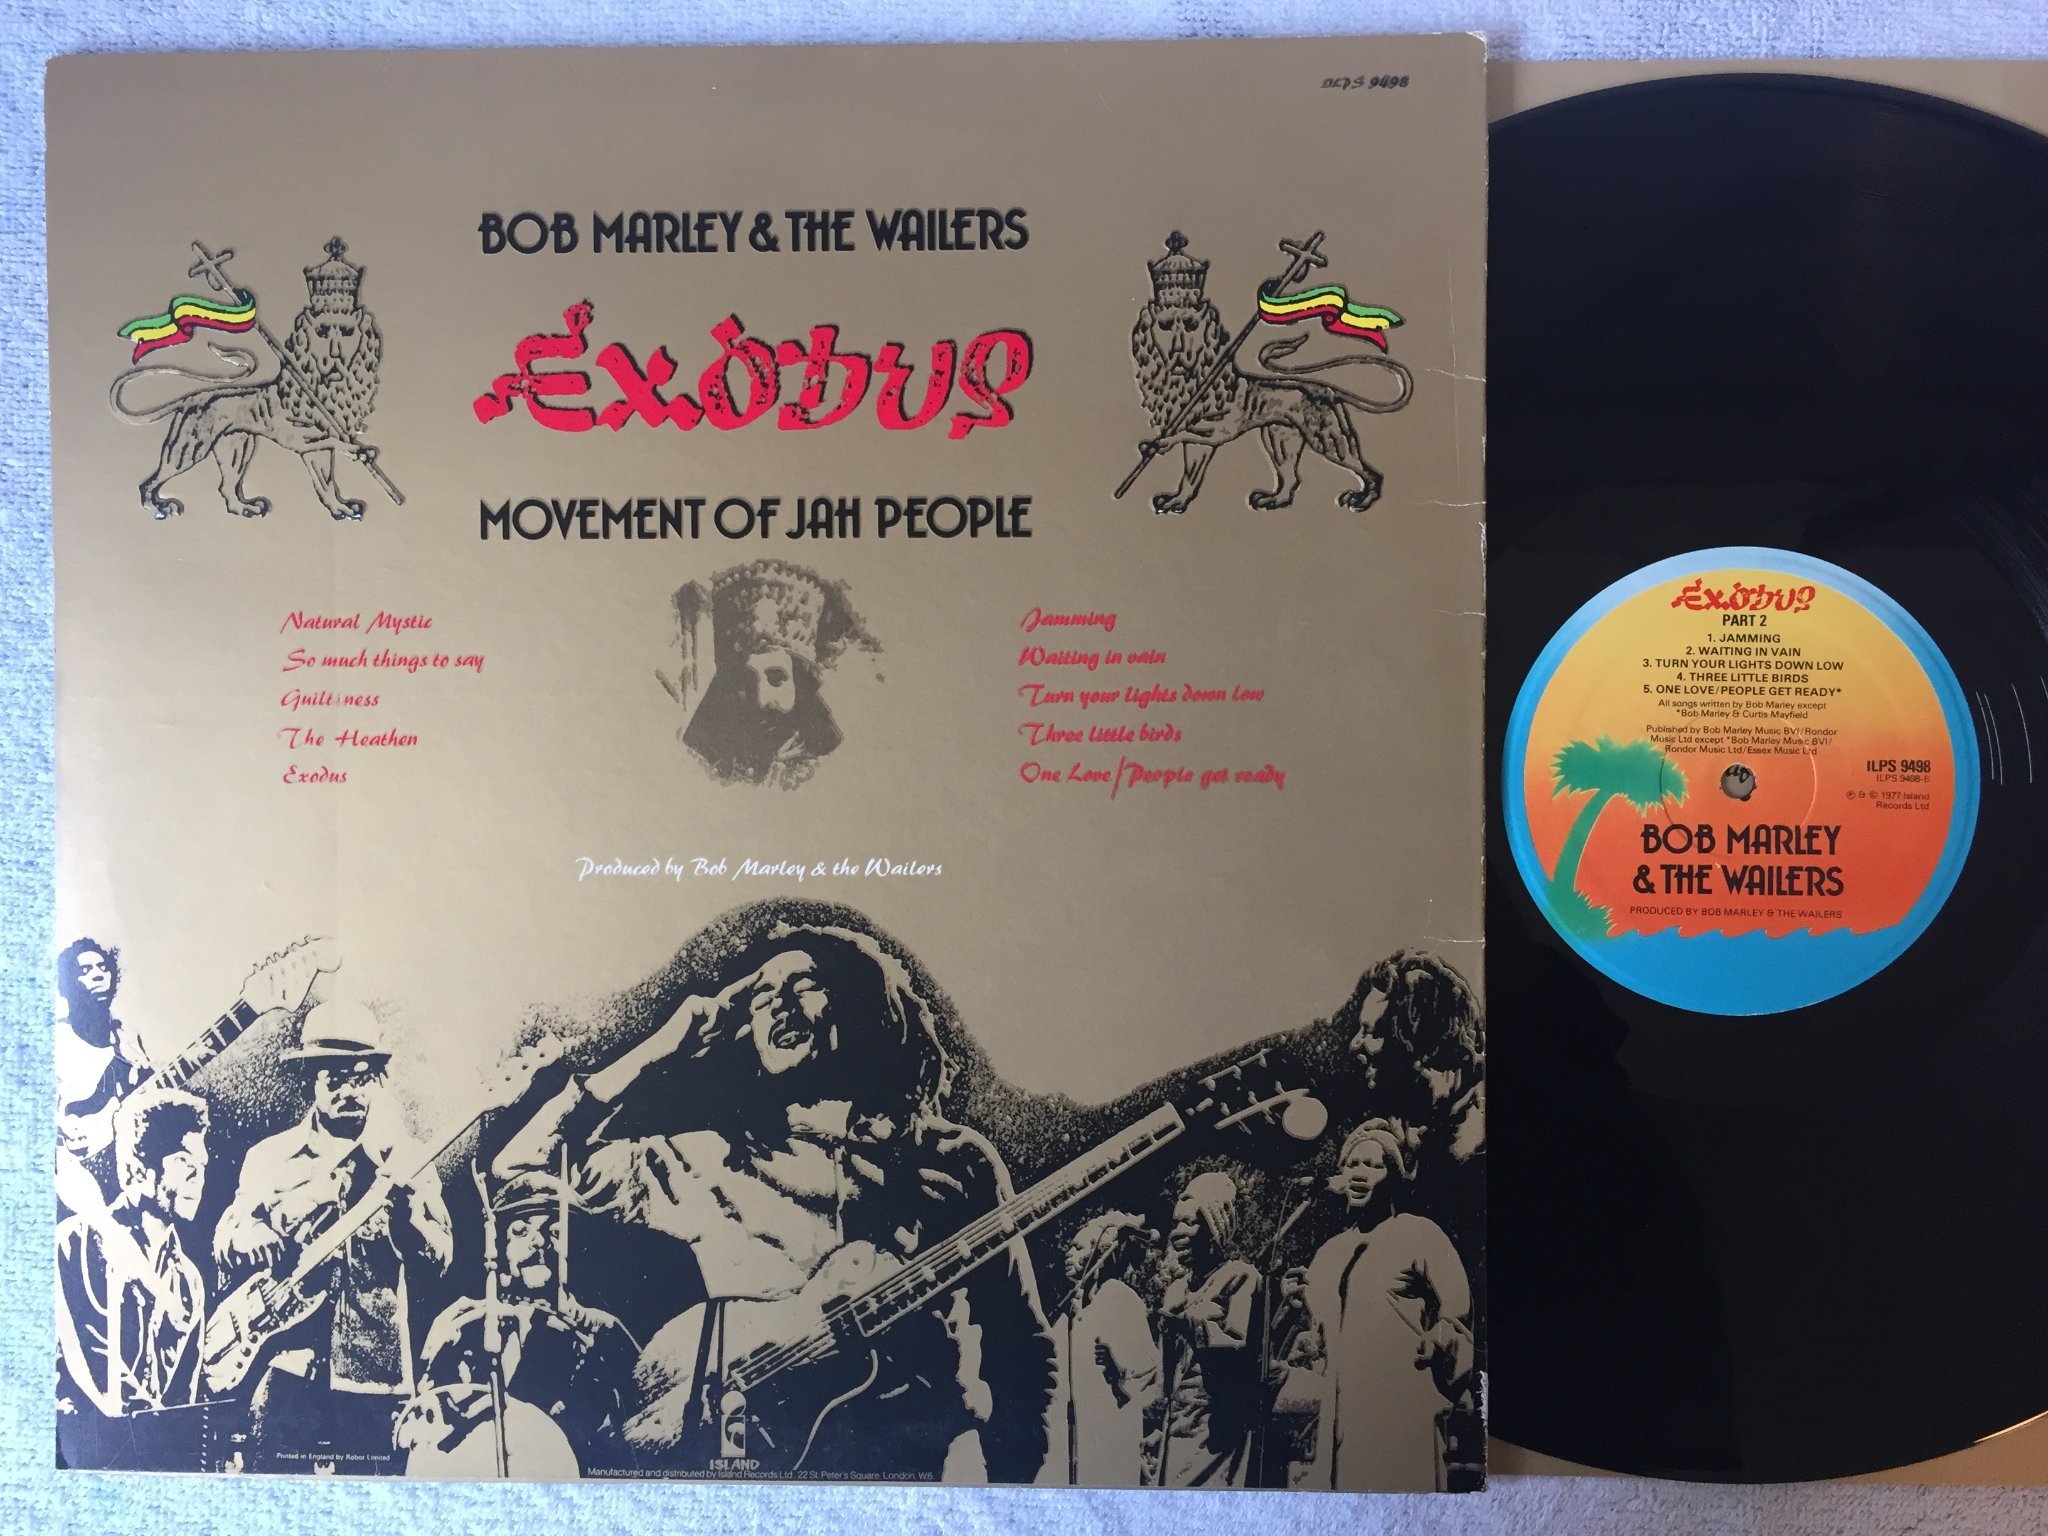 ILPS 9498
BOB MARLEY & THE WAILERS
Exodus
MOVEMENT OF JAH PEOPLE
Natural Mystic
So much things to say
Guiltiness
The Heathen
Exodus
Jamming
Waiting in vain
Turn your lights down low
Three little birds
One Love/People get ready
Produced by Bob Marley & the Wailers
Printed in England by Robor Limited
ISLAND
Manufactured and distributed by Island Records Ltd., 22 St. Peter's Square, London, W6
Exodus
PART 2
1. JAMMING
2. WAITING IN VAIN
3. TURN YOUR LIGHTS DOWN LOW
4. THREE LITTLE BIRDS
5. ONE LOVE/PEOPLE GET READY*
All songs written by Bob Marley except
*Bob Marley & Curtis Mayfield
Published by Bob Marley Music BVI/Rondor
Music Ltd except *Bob Marley Music BVI/
Rondor Music Ltd/Essex Music Ltd
ILPS 9498
ILPS 9498-B
℗ & © 1977 Island
Records Ltd
BOB MARLEY
& THE WAILERS
PRODUCED BY BOB MARLEY & THE WAILERS